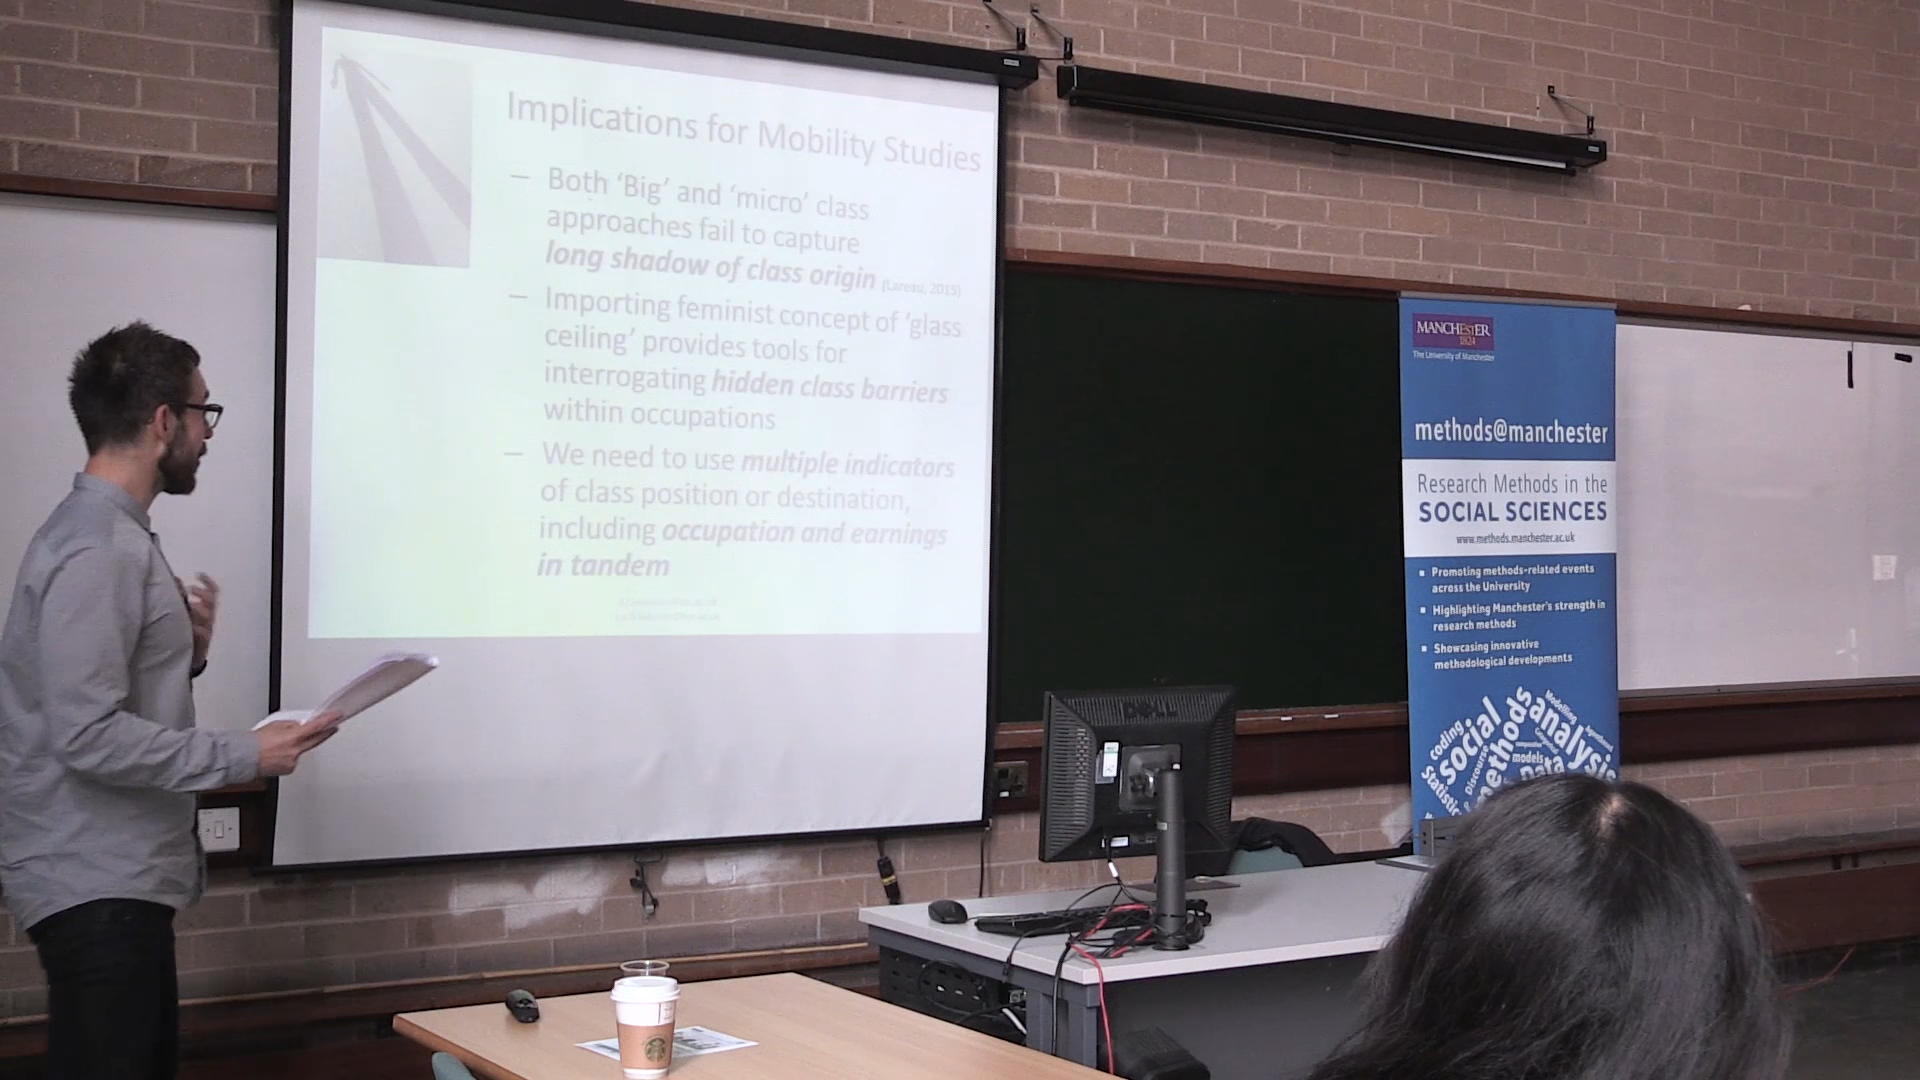 Implications for Mobility Studies
– Both ‘Big’ and ‘micro’ class
approaches fail to capture
long shadow of class origin (Lareau, 2015)
– Importing feminist concept of ‘glass
ceiling’ provides tools for
interrogating hidden class barriers
within occupations
– We need to use multiple indicators
of class position or destination,
including occupation and earnings
in tandem
DELL
MANCHESTER
1824
The University of Manchester
methods@manchester
Research Methods in the
SOCIAL SCIENCES
www.methods.manchester.ac.uk
▪ Promoting methods-related events
across the University
▪ Highlighting Manchester's strength in
research methods
▪ Showcasing innovative
methodological developments
coding
social
methods
analysis
Modelling
Discourse
models
Data